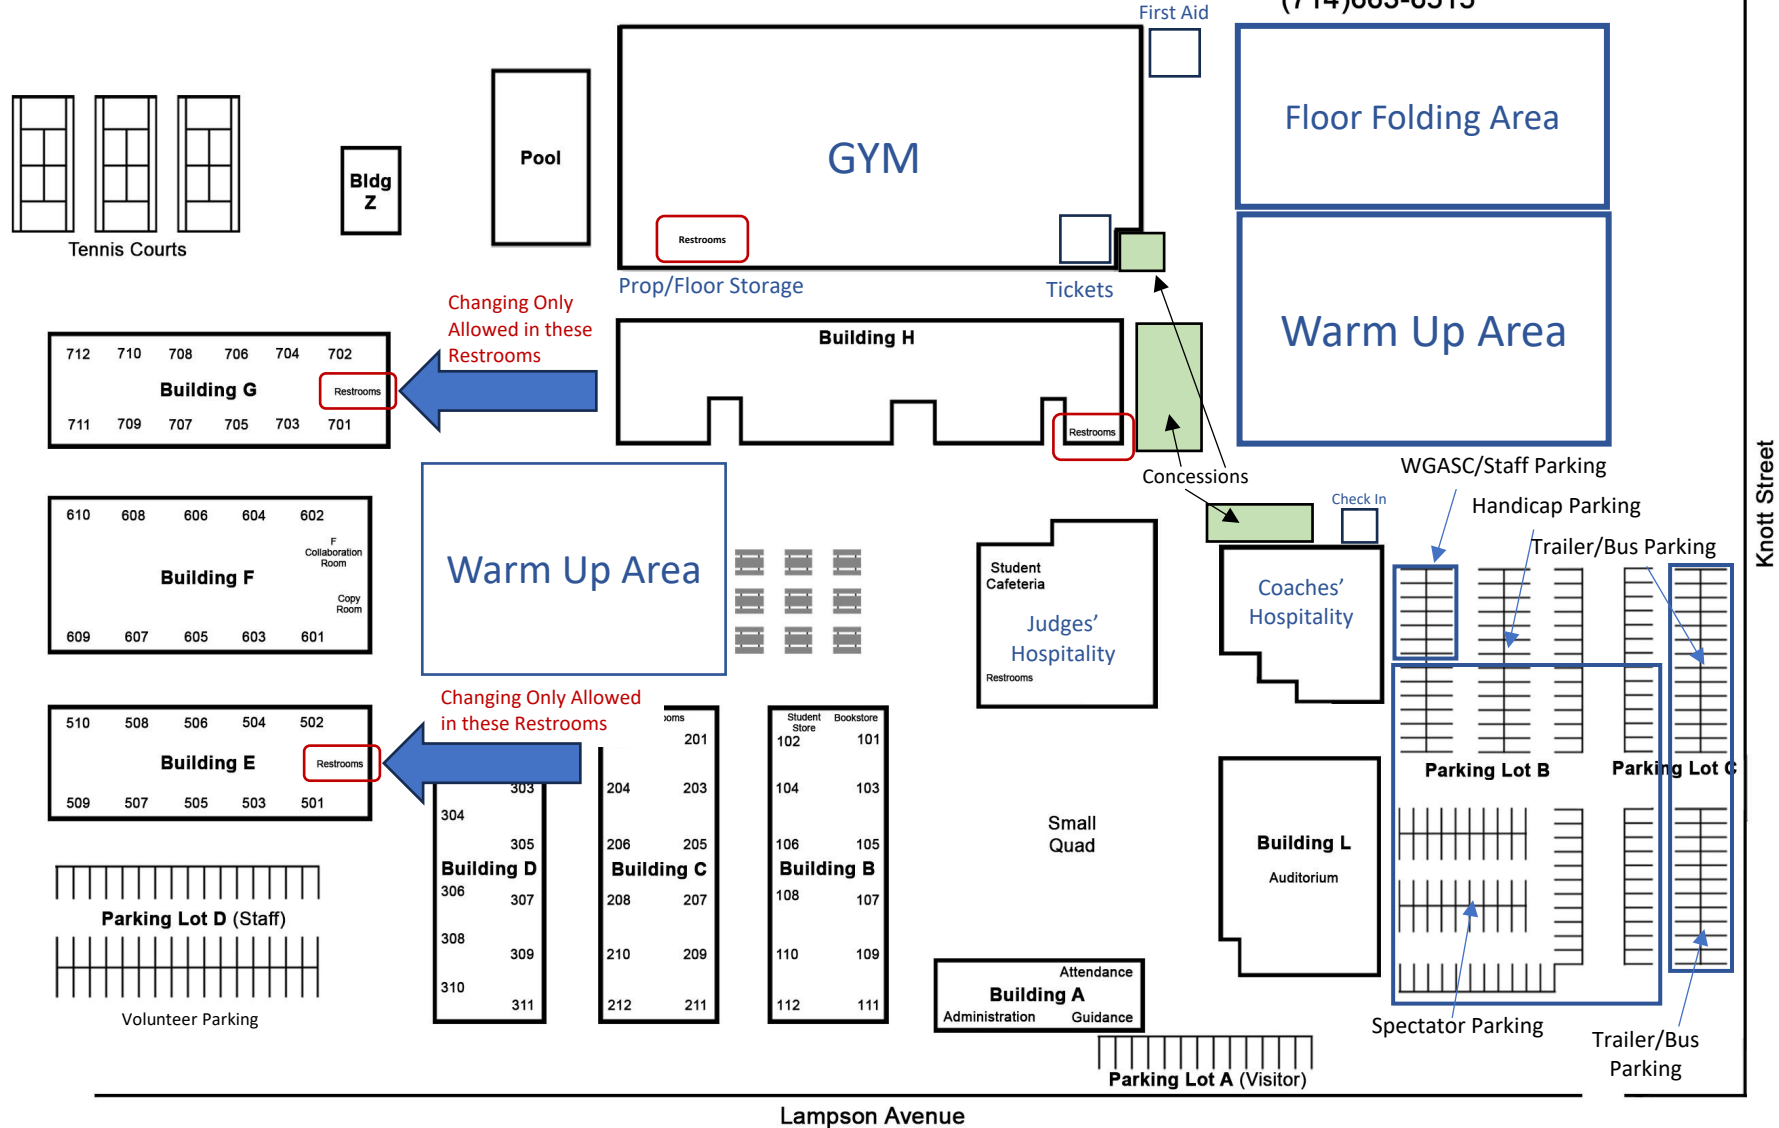 First Aid
Floor Folding Area
GYM
Pool
Bldg
Z
Restrooms
Tennis Courts
Prop/Floor Storage
Tickets
Changing Only
Allowed in these
Restrooms
Building H
Warm Up Area
712 710 708 706 704 702
Building G
Restrooms
711 709 707 705 703 701
Restrooms
Concessions
WGASC/Staff Parking
Handicap Parking
Trailer/Bus Parking
Check In
Knott Street
610 608 606 604 602
F
Collaboration
Room
Building F
Copy
Room
609 607 605 603 601
Warm Up Area
Student
Cafeteria
Judges'
Hospitality
Restrooms
Coaches'
Hospitality
Changing Only Allowed
in these Restrooms
510 508 506 504 502
Building E
Restrooms
509 507 505 503 501
201
204 203
206 205
Building C
208 207
210 209
212 211
Student
Store
Bookstore
102 101
104 103
106 105
Building B
108 107
110 109
112 111
303
304
305
Building D
306
307
308
309
310
311
Parking Lot B
Parking Lot C
Small
Quad
Building L
Auditorium
Parking Lot D (Staff)
Volunteer Parking
Attendance
Building A
Administration Guidance
Spectator Parking
Trailer/Bus
Parking
Parking Lot A (Visitor)
Lampson Avenue